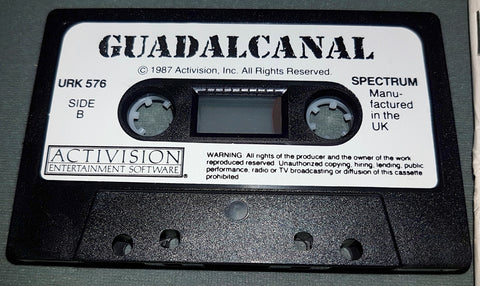 GUADALCANAL
© 1987 Activision, Inc. All Rights Reserved.
URK 576
SIDE
B
SPECTRUM
Manu-
factured
in the
UK
ACTIVISION
ENTERTAINMENT SOFTWARE®
WARNING: All rights of the producer and the owner of the work
reproduced reserved. Unauthorized copying, hiring, lending, public
performance, radio or TV broadcasting or diffusion of this cassette
prohibited